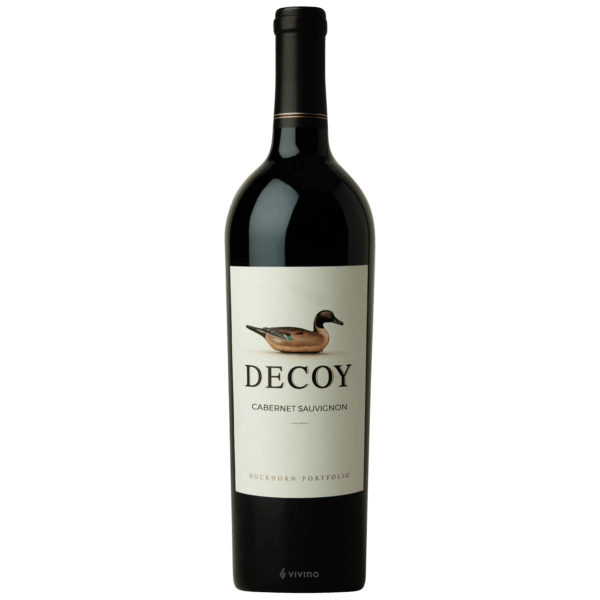 DECOY
CABERNET SAUVIGNON
DUCKHORN PORTFOLIO
vivino